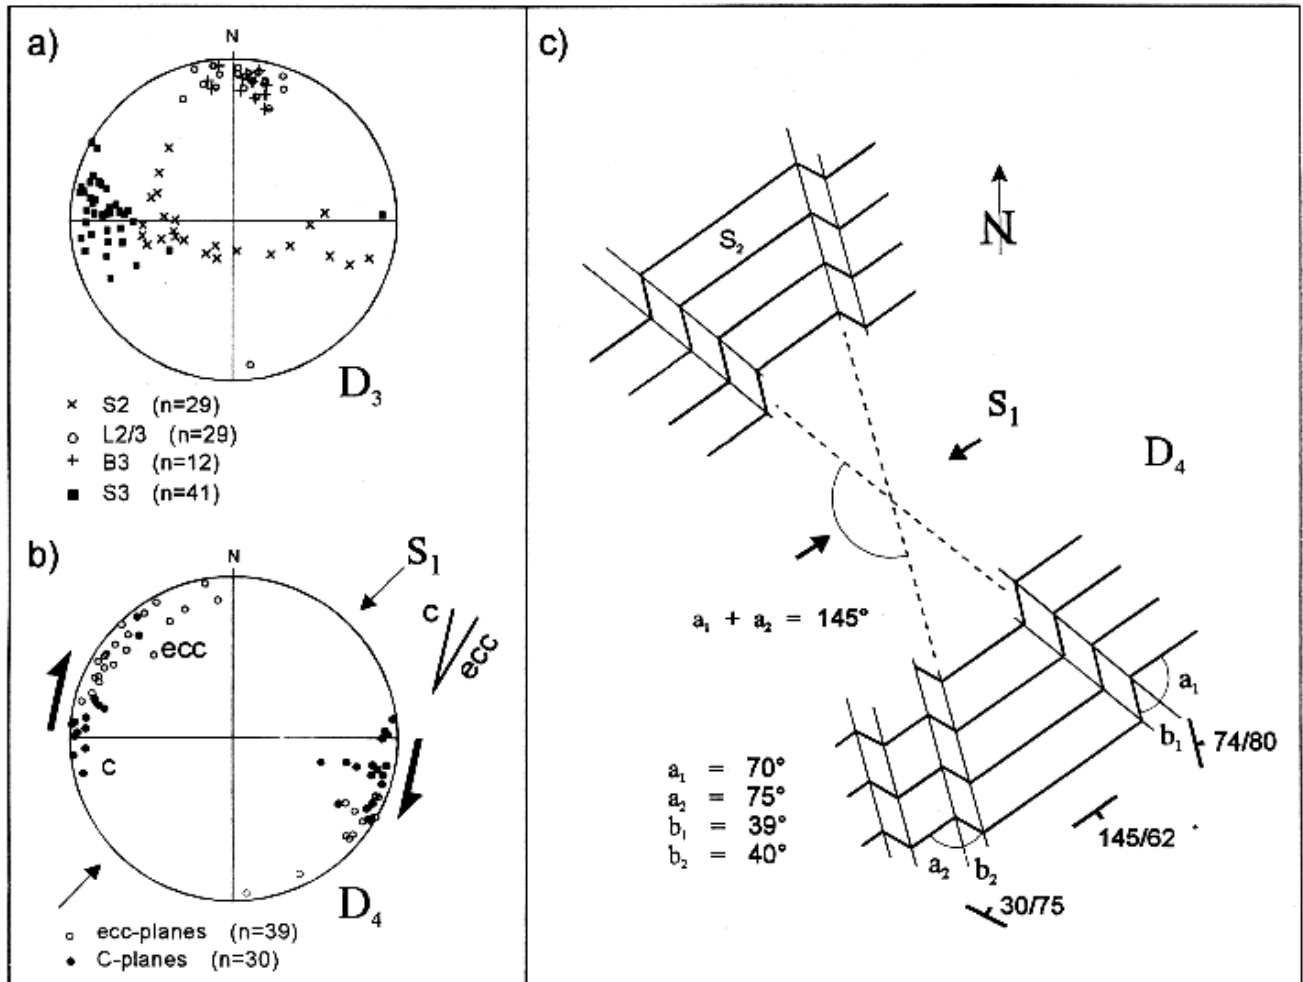 a)
N
D3
× S2 (n=29)
○ L2/3 (n=29)
+ B3 (n=12)
■ S3 (n=41)
b)
N
S1
c
ecc
ecc
c
D4
○ ecc-planes (n=39)
● C-planes (n=30)
c)
N
S2
S1
D4
a1 + a2 = 145°
a1
b1
74/80
a1 = 70°
a2 = 75°
b1 = 39°
b2 = 40°
145/62
a2
b2
30/75